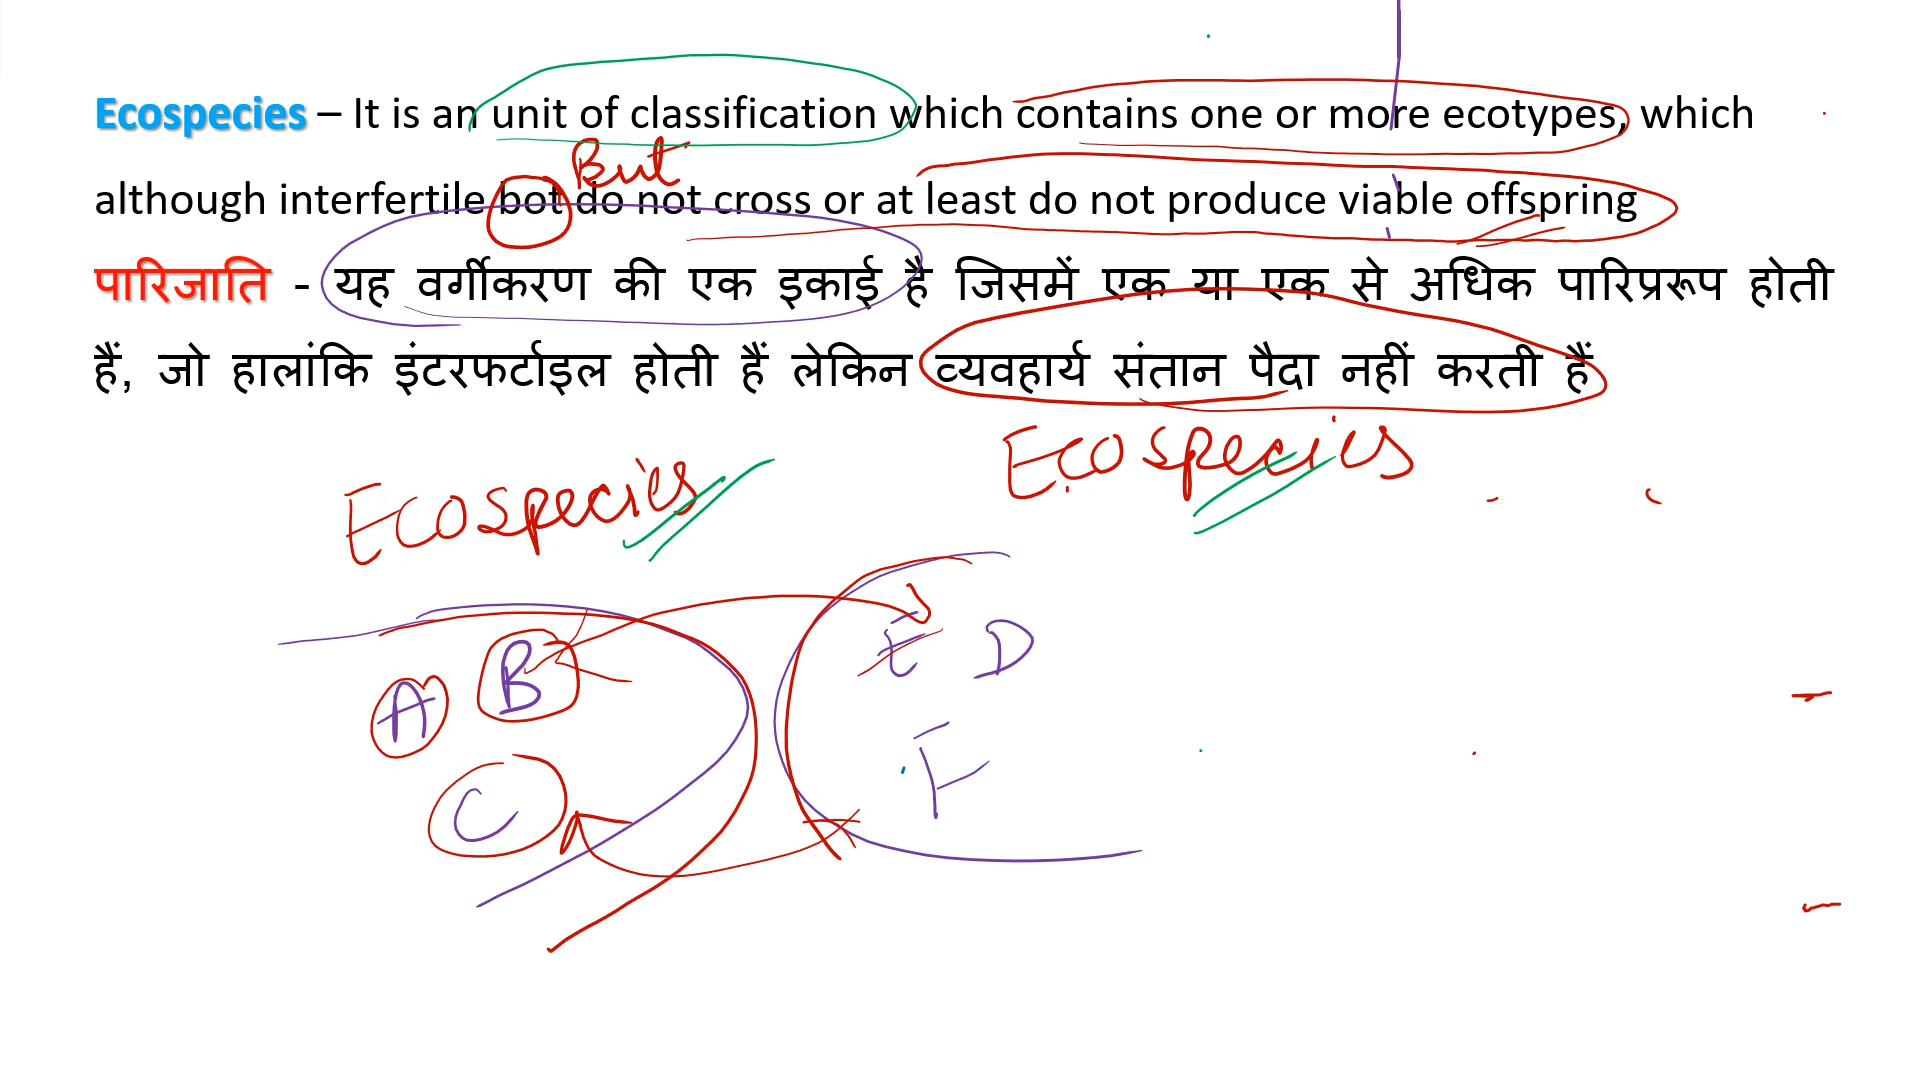 Ecospecies – It is an unit of classification which contains one or more ecotypes, which
But
although interfertile bot do not cross or at least do not produce viable offspring
पारिजाति - यह वर्गीकरण की एक इकाई है जिसमें एक या एक से अधिक पारिप्ररूप होती
हैं, जो हालांकि इंटरफर्टाइल होती हैं लेकिन व्यवहार्य संतान पैदा नहीं करती हैं
Ecospecies Ecospecies
B E D
A
C F